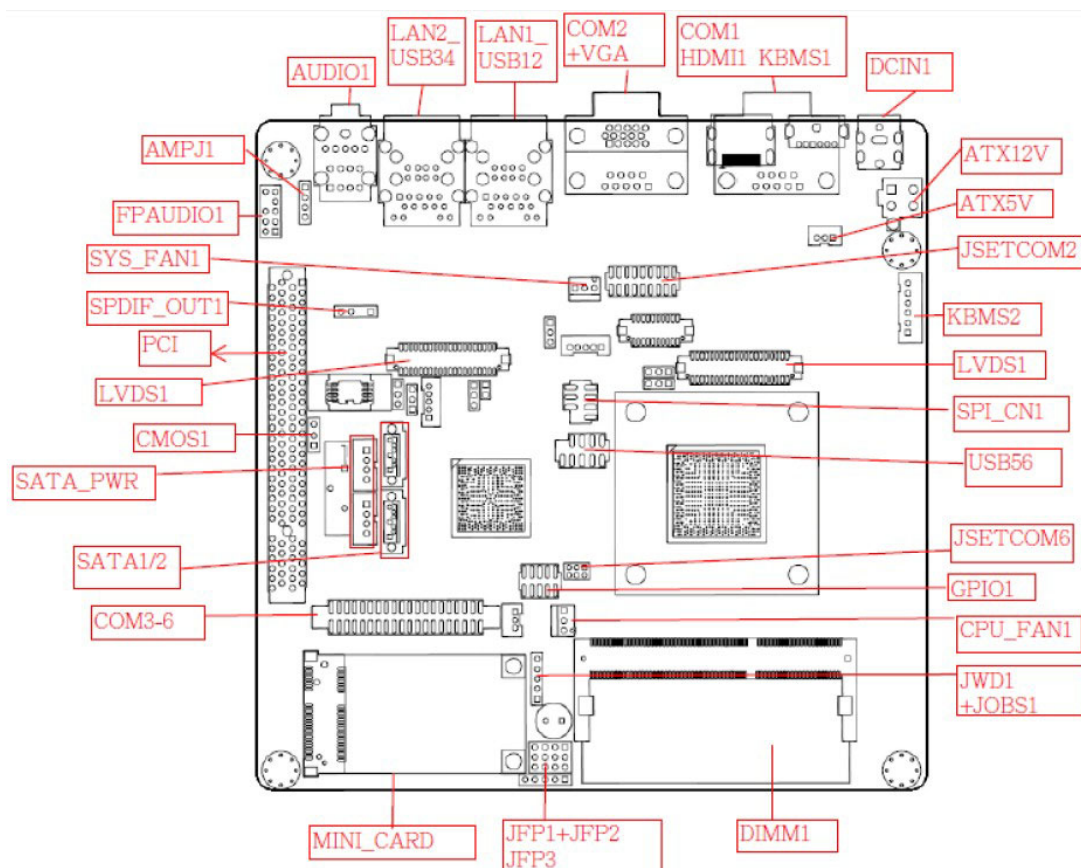 LAN2_
USB34
LAN1_
USB12
COM2
+VGA
COM1
HDMI1 KBMS1
DCIN1
AUDIO1
AMPJ1
FPAUDIO1
SYS_FAN1
SPDIF_OUT1
PCI
LVDS1
CMOS1
SATA_PWR
SATA1/2
COM3-6
ATX12V
ATX5V
JSETCOM2
KBMS2
LVDS1
SPI_CN1
USB56
JSETCOM6
GPIO1
CPU_FAN1
JWD1
+JOBS1
MINI_CARD
JFP1+JFP2
JFP3
DIMM1